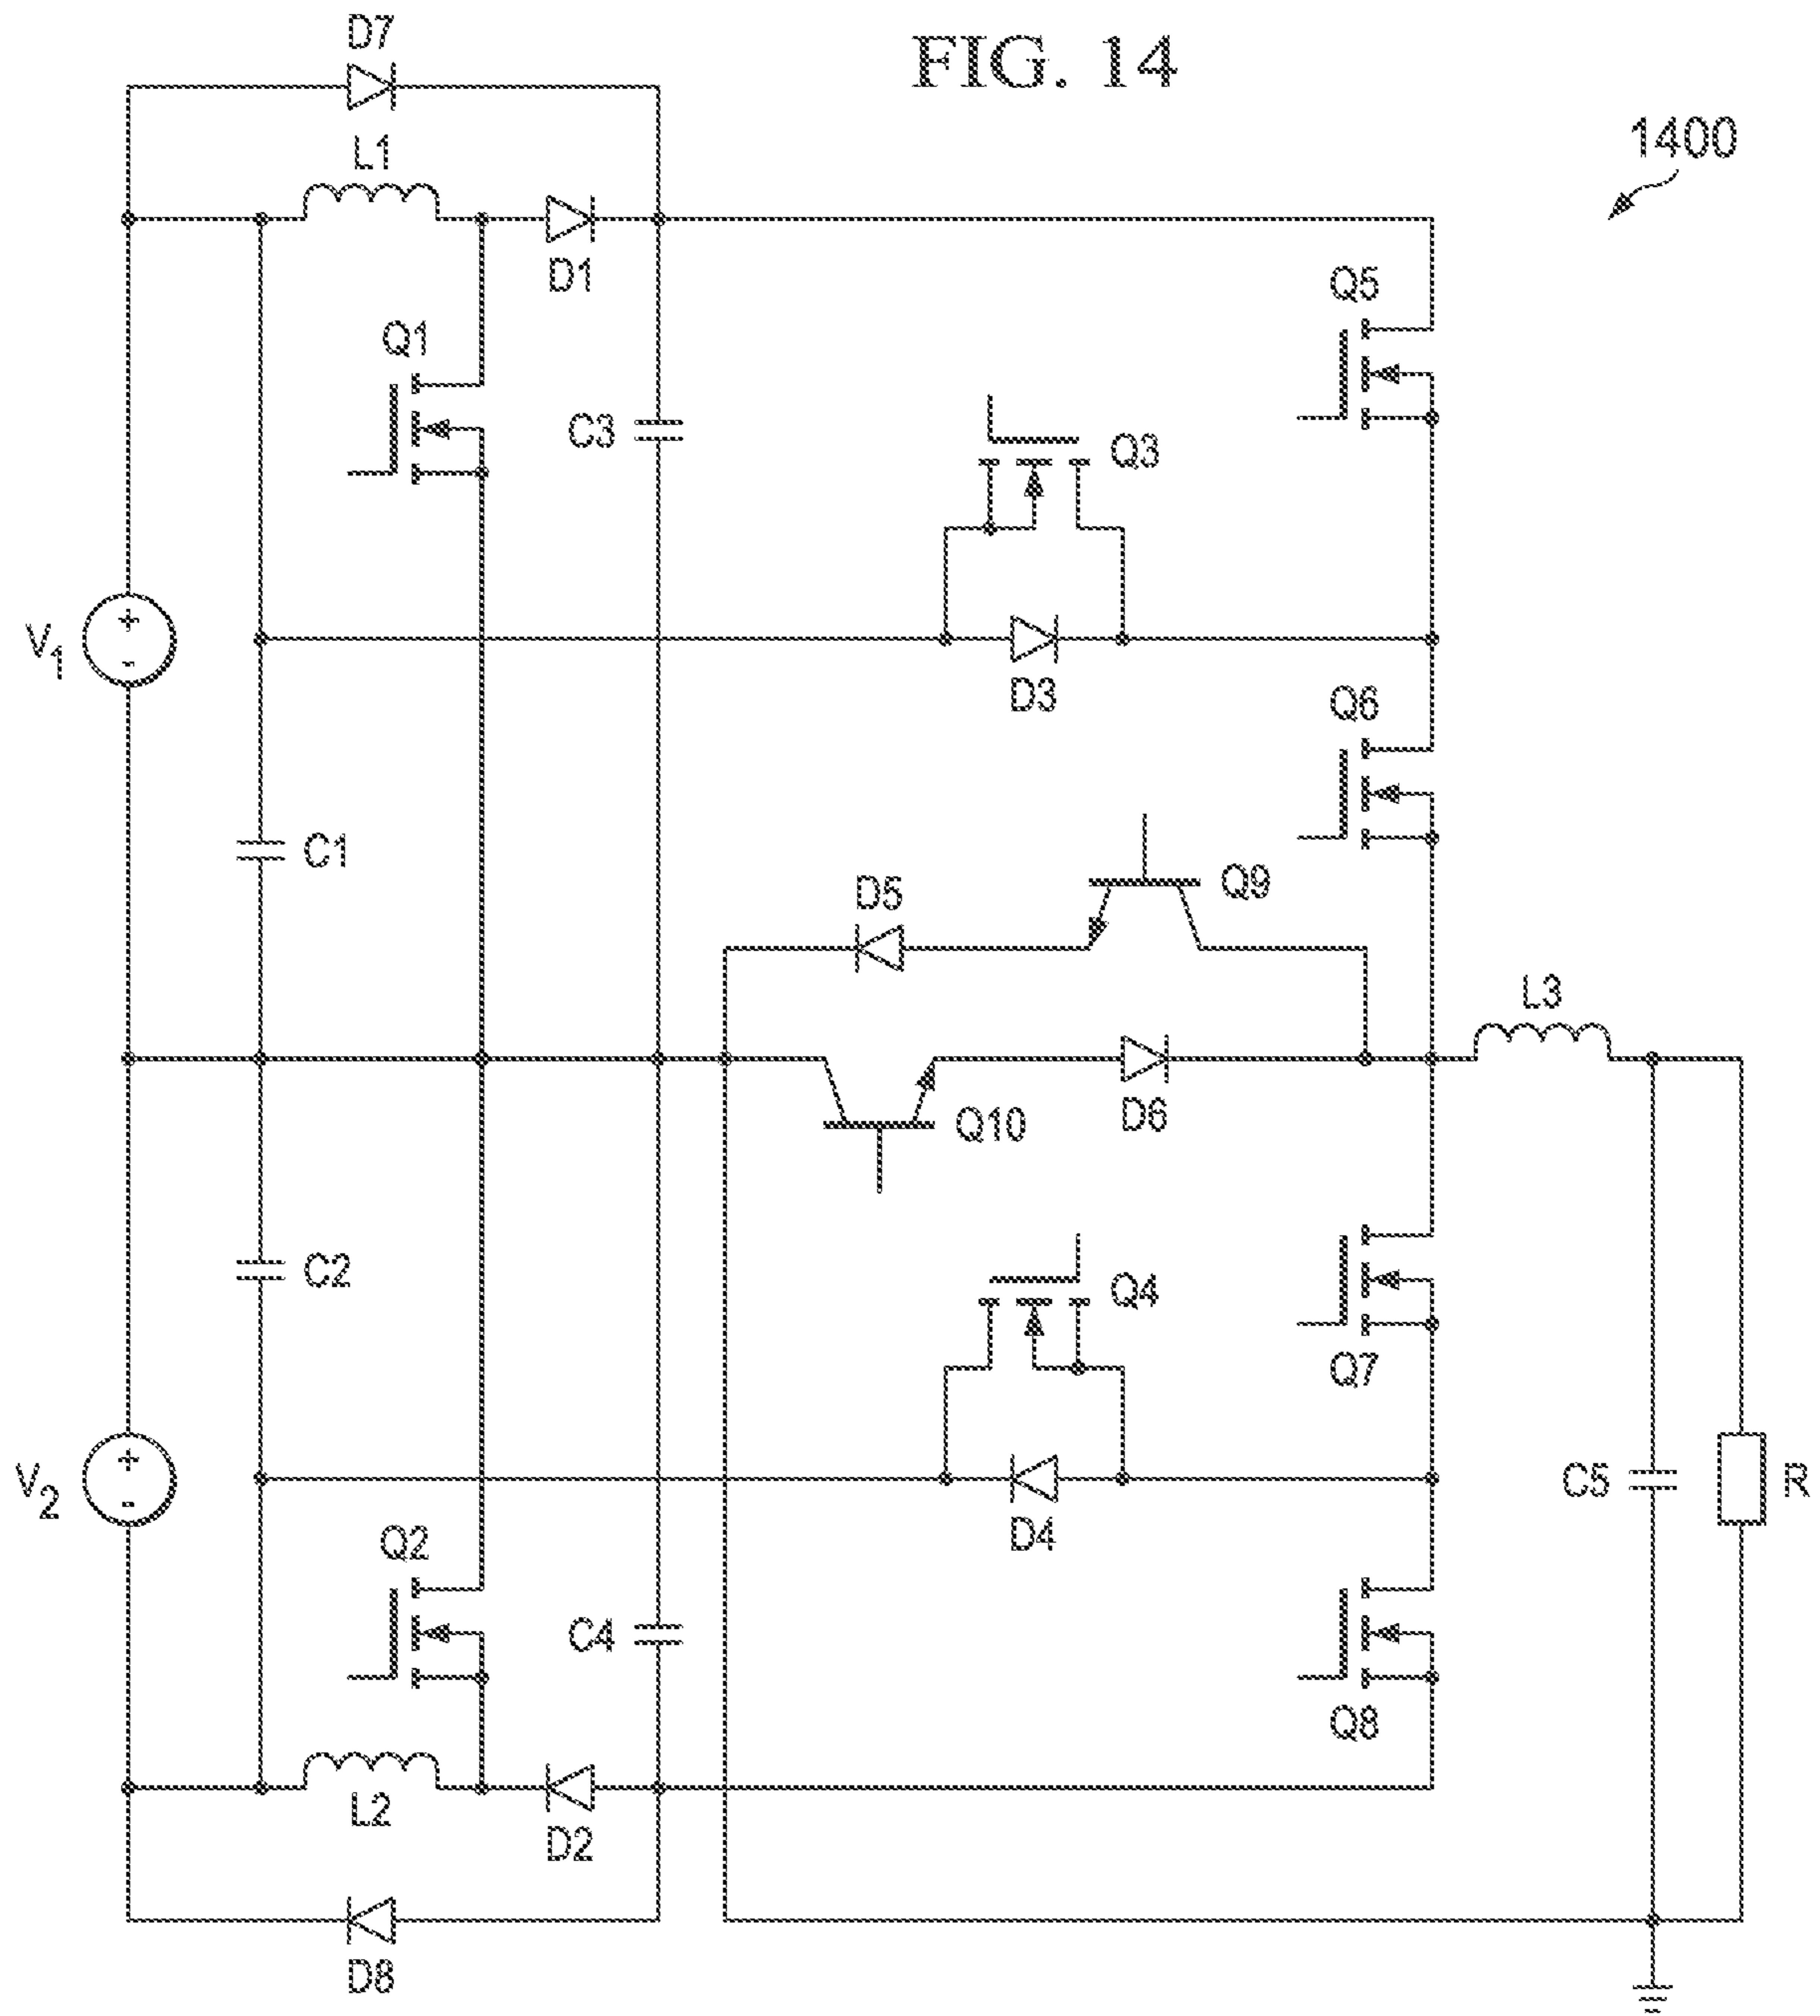 FIG. 14
1400
D7
L1
D1
Q1
C3
Q5
Q3
V1
+
-
D3
Q6
C1
D5
Q9
L3
Q10
D6
C2
Q4
Q7
V2
+
-
D4
C5
R
Q2
C4
Q8
L2
D2
D8